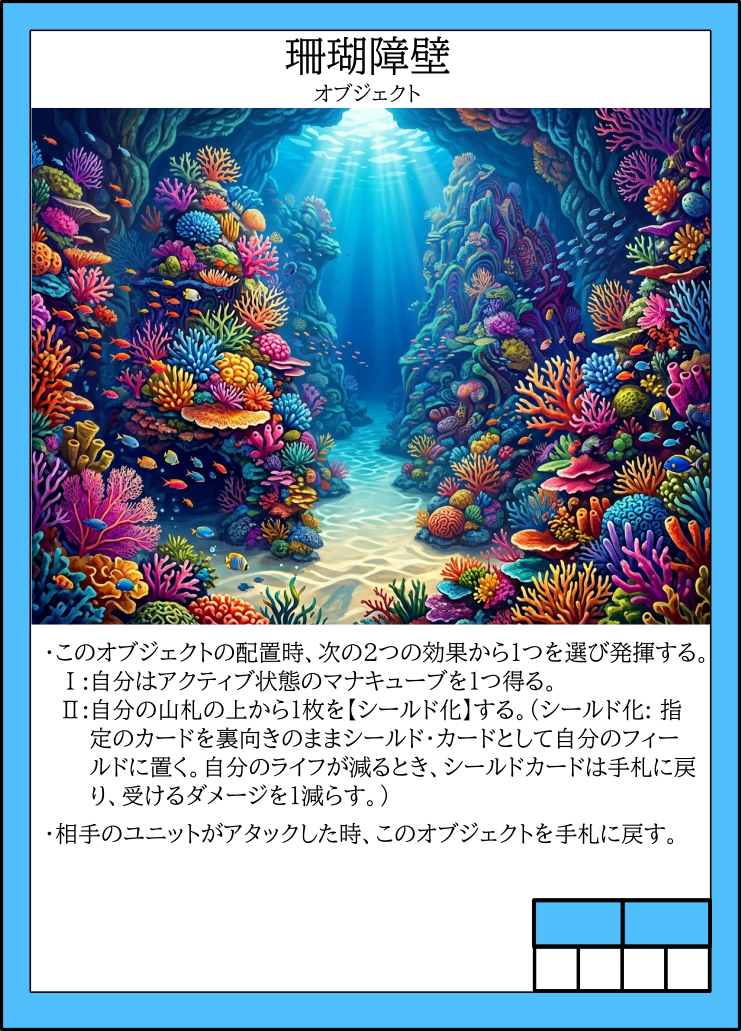 珊瑚障壁
オブジェクト
・このオブジェクトの配置時、次の2つの効果から1つを選び発揮する。
Ⅰ:自分はアクティブ状態のマナキューブを1つ得る。
Ⅱ:自分の山札の上から1枚を【シールド化】する。（シールド化: 指
定のカードを裏向きのままシールド・カードとして自分のフィー
ルドに置く。自分のライフが減るとき、シールドカードは手札に戻
り、受けるダメージを1減らす。）
・相手のユニットがアタックした時、このオブジェクトを手札に戻す。